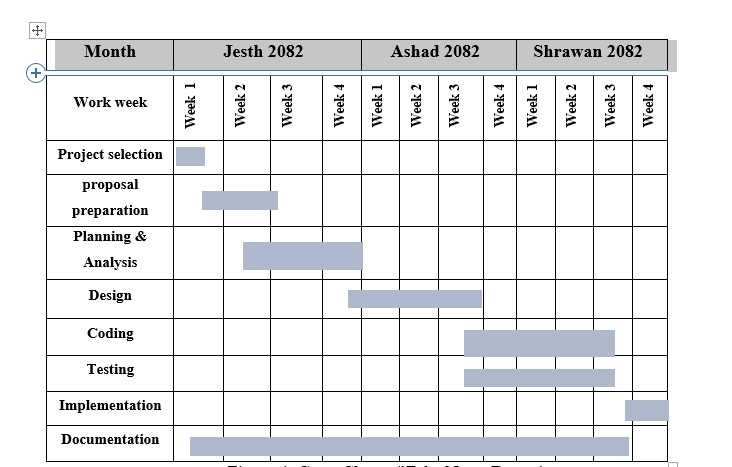 Month Jesth 2082 Ashad 2082 Shrawan 2082
Work week Week 1 Week 2 Week 3 Week 4 Week 1 Week 2 Week 3 Week 4 Week 1 Week 2 Week 3 Week 4
Project selection
proposal
preparation
Planning &
Analysis
Design
Coding
Testing
Implementation
Documentation